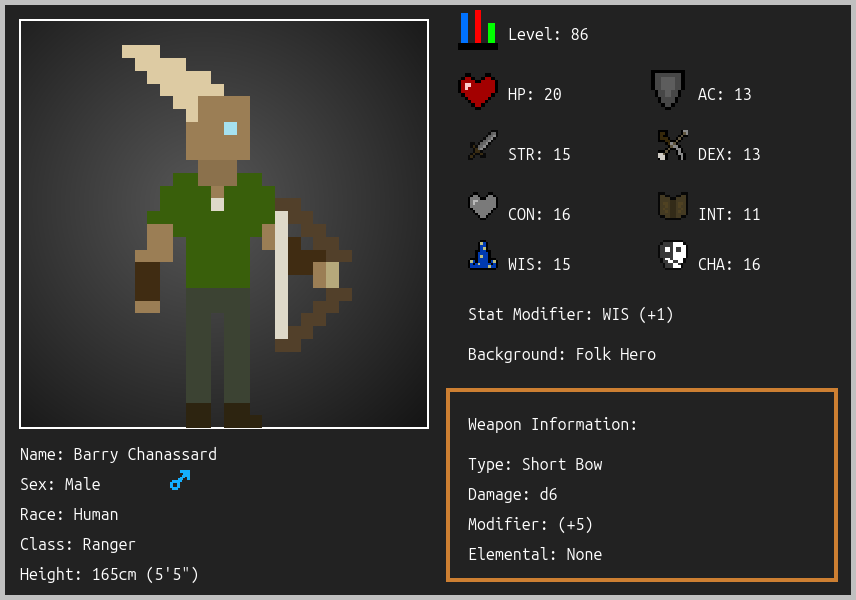 Level: 86
HP: 20
AC: 13
STR: 15
DEX: 13
CON: 16
INT: 11
WIS: 15
CHA: 16
Stat Modifier: WIS (+1)
Background: Folk Hero
Weapon Information:
Type: Short Bow
Damage: d6
Modifier: (+5)
Elemental: None
Name: Barry Chanassard
Sex: Male
Race: Human
Class: Ranger
Height: 165cm (5'5")